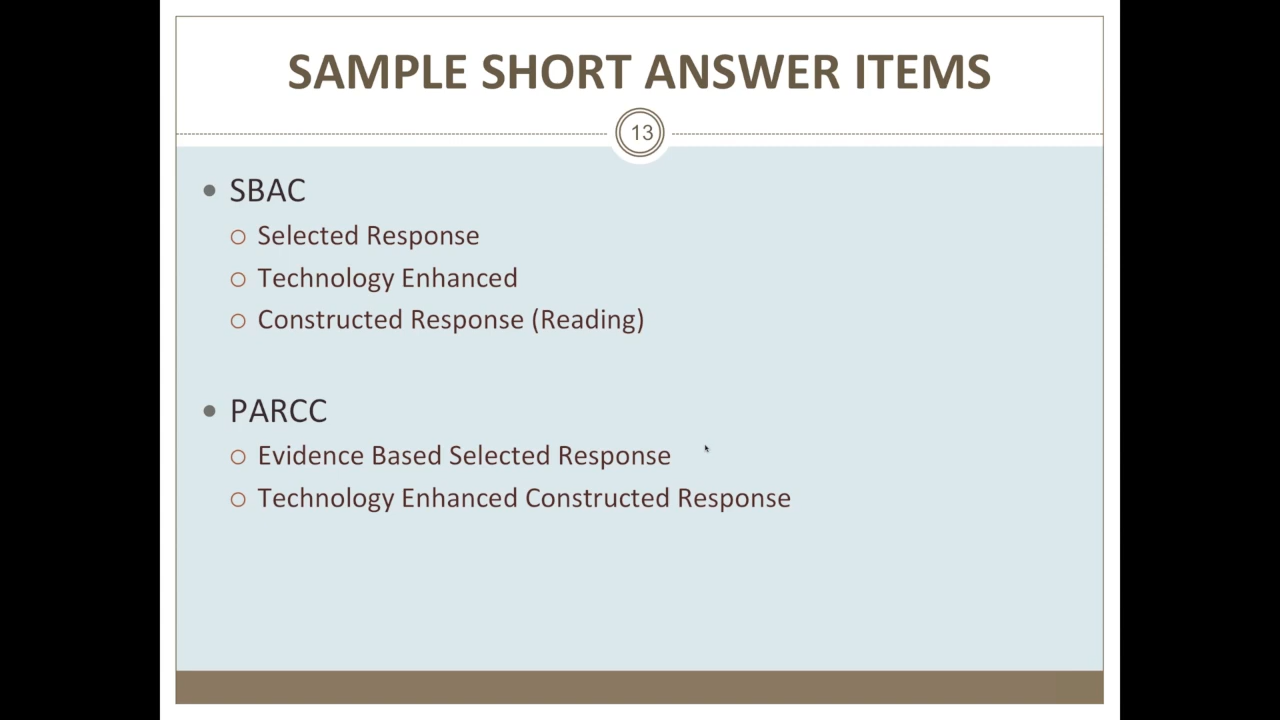 SAMPLE SHORT ANSWER ITEMS
13
SBAC
Selected Response
Technology Enhanced
Constructed Response (Reading)
PARCC
Evidence Based Selected Response
Technology Enhanced Constructed Response